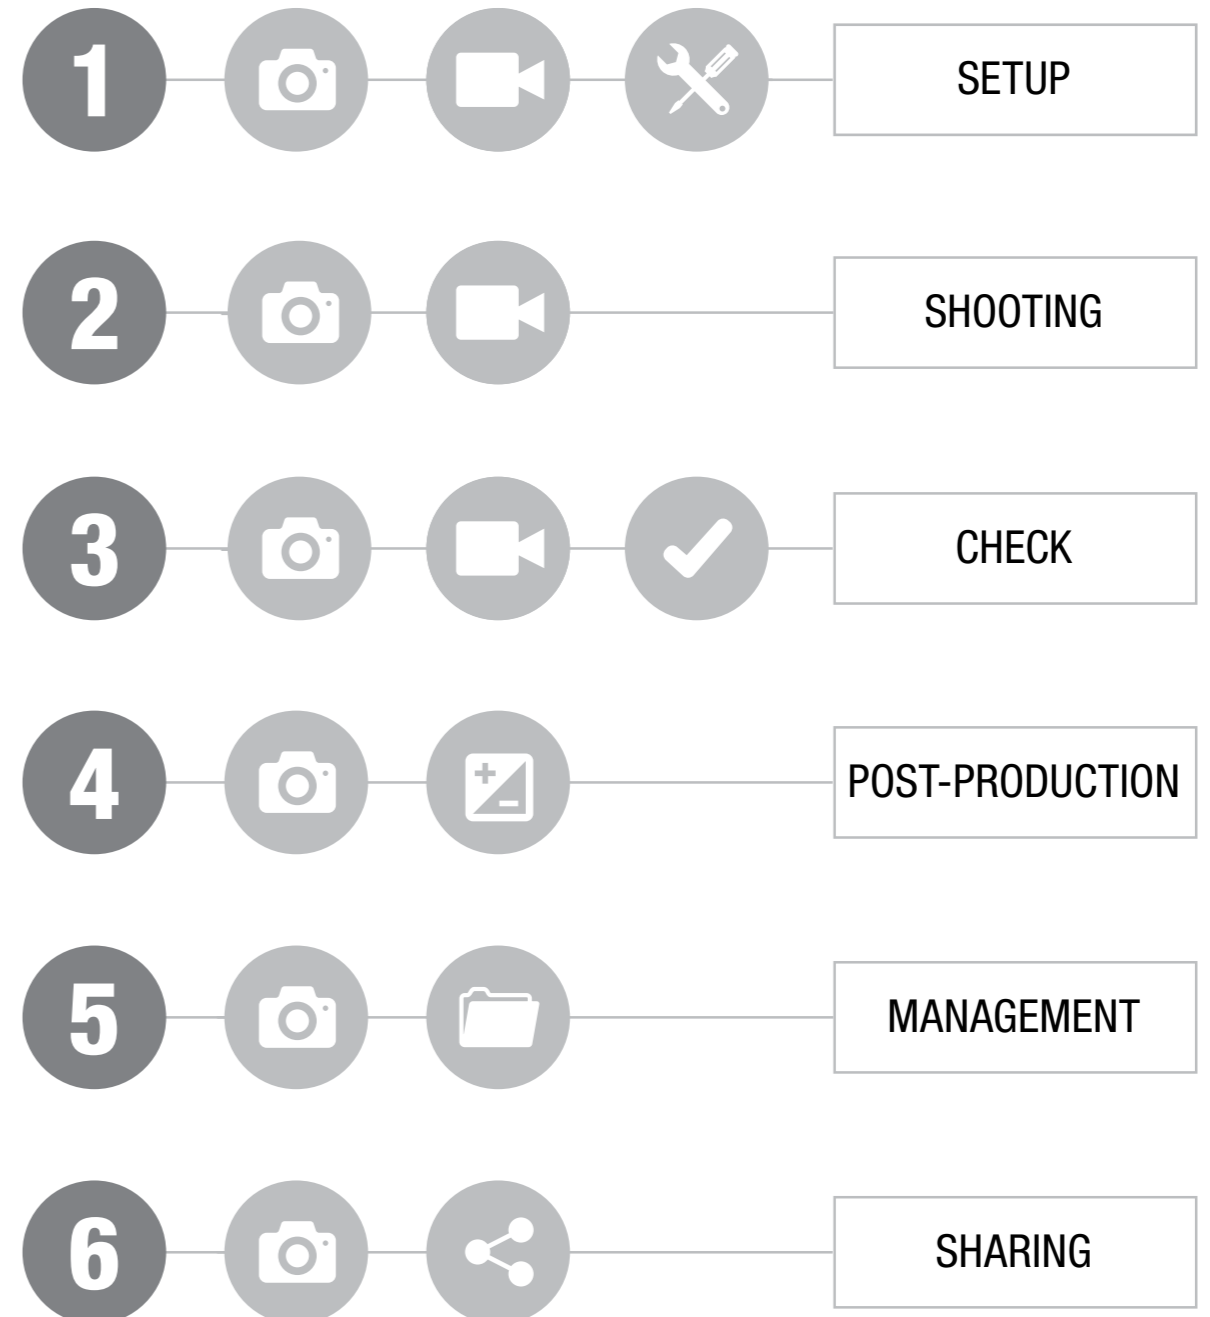 1 SETUP
2 SHOOTING
3 CHECK
4 POST-PRODUCTION
5 MANAGEMENT
6 SHARING